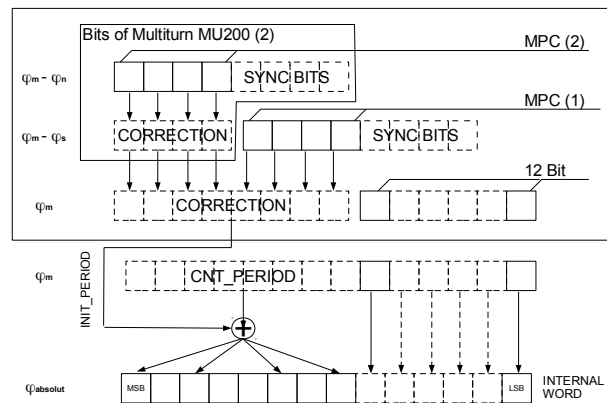 Bits of Multiturn MU200 (2)
MPC (2)
φm - φn
SYNC BITS
MPC (1)
φm - φs
CORRECTION
SYNC BITS
12 Bit
φm
CORRECTION
φm
CNT_PERIOD
INIT_PERIOD
+
φabsolut
MSB
LSB
INTERNAL
WORD